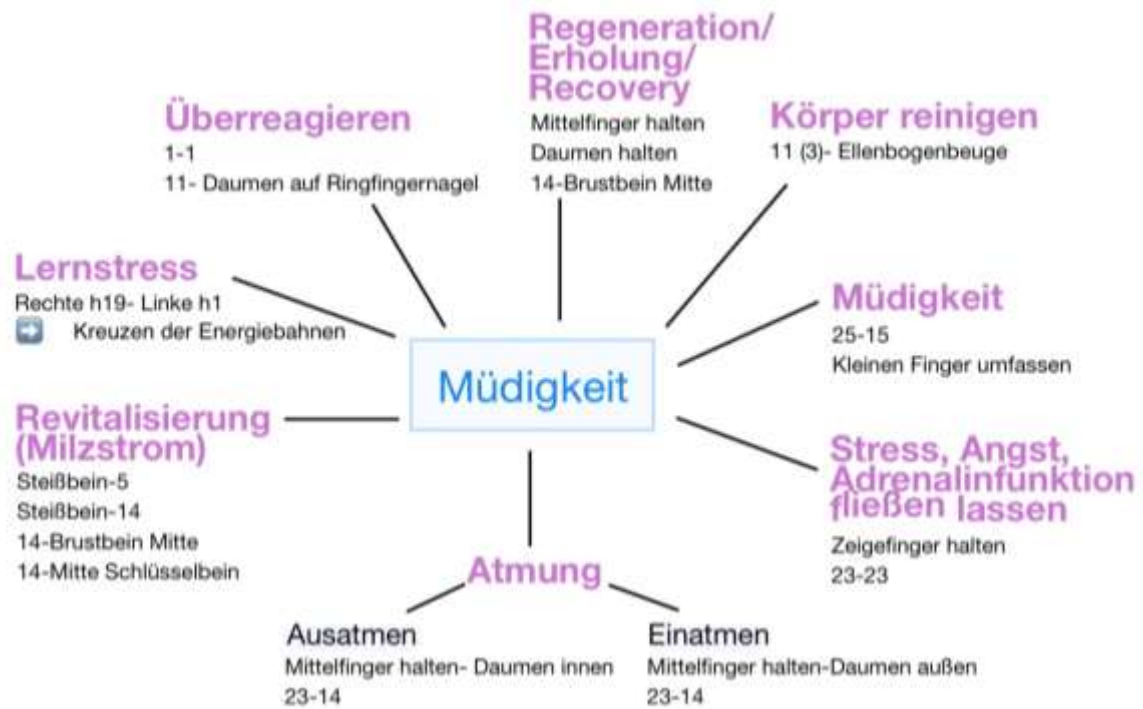 Regeneration/
Erholung/
Recovery
Mittelfinger halten
Daumen halten
14-Brustbein Mitte
Überreagieren
1-1
11- Daumen auf Ringfingernagel
Körper reinigen
11 (3)- Ellenbogenbeuge
Lernstress
Rechte h19- Linke h1
➡️ Kreuzen der Energiebahnen
Müdigkeit
25-15
Kleinen Finger umfassen
Müdigkeit
Revitalisierung
(Milzstrom)
Steißbein-5
Steißbein-14
14-Brustbein Mitte
14-Mitte Schlüsselbein
Stress, Angst,
Adrenalinfunktion
fließen lassen
Zeigefinger halten
23-23
Atmung
Ausatmen
Mittelfinger halten- Daumen innen
23-14
Einatmen
Mittelfinger halten-Daumen außen
23-14